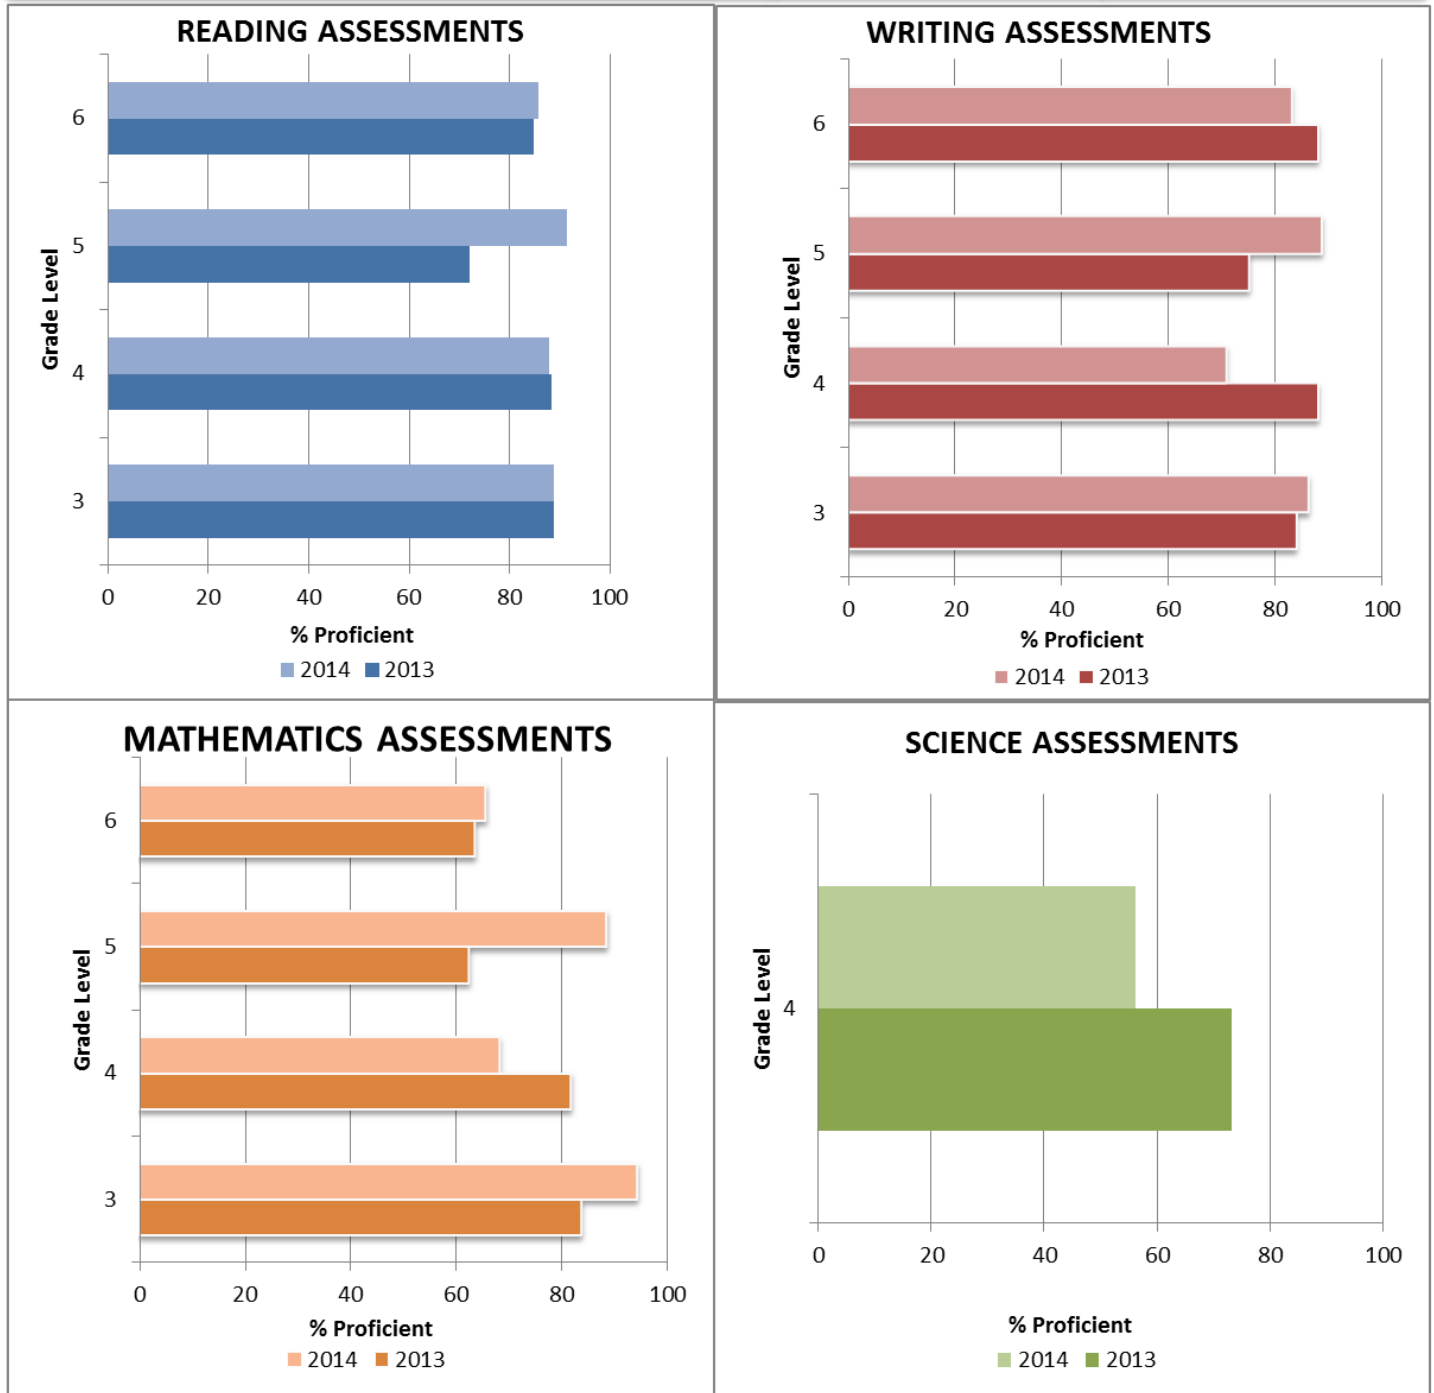 READING ASSESSMENTS
6
5
4
3
Grade Level
0 20 40 60 80 100
% Proficient
2014 2013
WRITING ASSESSMENTS
6
5
4
3
Grade Level
0 20 40 60 80 100
% Proficient
2014 2013
MATHEMATICS ASSESSMENTS
6
5
4
3
Grade Level
0 20 40 60 80 100
% Proficient
2014 2013
SCIENCE ASSESSMENTS
4
Grade Level
0 20 40 60 80 100
% Proficient
2014 2013